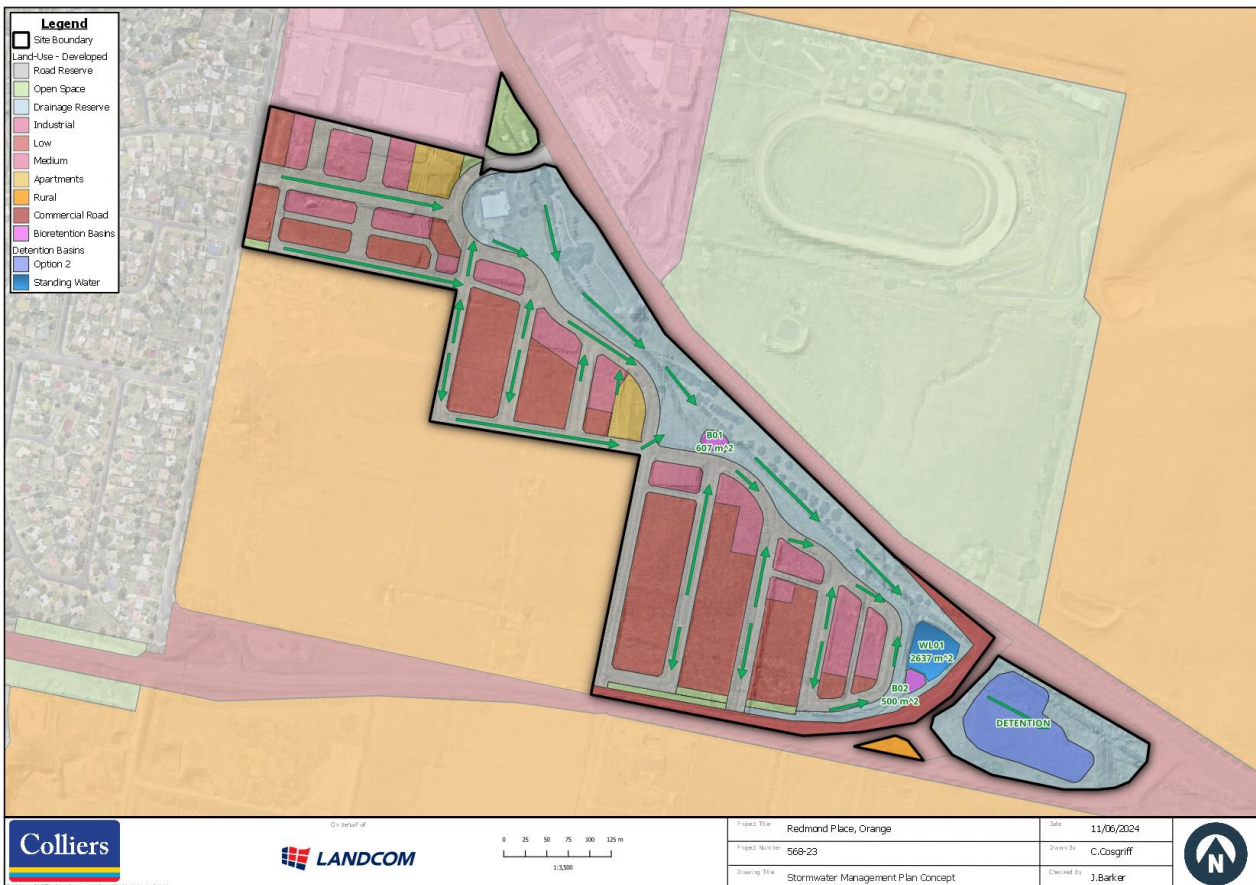 Legend
Site Boundary
Land-Use - Developed
Road Reserve
Open Space
Drainage Reserve
Industrial
Low
Medium
Apartments
Rural
Commercial Road
Bioretention Basins
Detention Basins
Option 2
Standing Water
B01
607 m^2
WL01
2637 m^2
B02
500 m^2
DETENTION
Colliers
On behalf of
LANDCOM
0 25 50 75 100 125 m
1:3,500
Project Title Redmond Place, Orange
Date 11/06/2024
Project Number 568-23
Drawn By C.Cosgriff
Drawing Title Stormwater Management Plan Concept
Checked By J.Barker
N